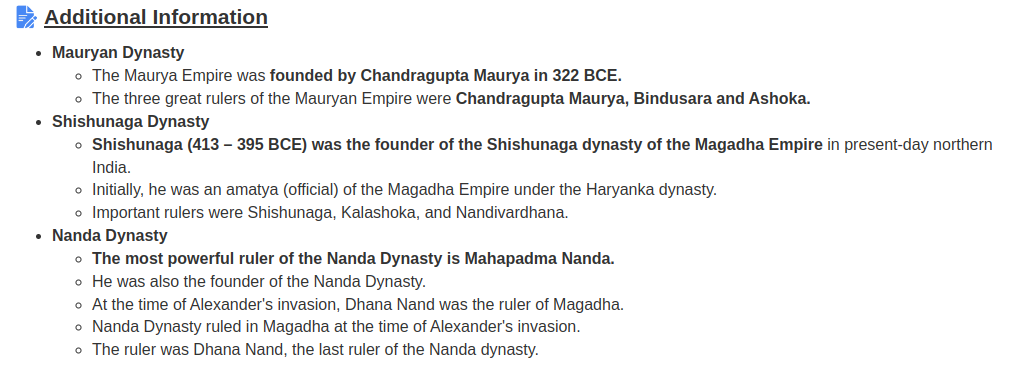 Additional Information
• Mauryan Dynasty
◦ The Maurya Empire was founded by Chandragupta Maurya in 322 BCE.
◦ The three great rulers of the Mauryan Empire were Chandragupta Maurya, Bindusara and Ashoka.
• Shishunaga Dynasty
◦ Shishunaga (413 – 395 BCE) was the founder of the Shishunaga dynasty of the Magadha Empire in present-day northern
India.
◦ Initially, he was an amatya (official) of the Magadha Empire under the Haryanka dynasty.
◦ Important rulers were Shishunaga, Kalashoka, and Nandivardhana.
• Nanda Dynasty
◦ The most powerful ruler of the Nanda Dynasty is Mahapadma Nanda.
◦ He was also the founder of the Nanda Dynasty.
◦ At the time of Alexander's invasion, Dhana Nand was the ruler of Magadha.
◦ Nanda Dynasty ruled in Magadha at the time of Alexander's invasion.
◦ The ruler was Dhana Nand, the last ruler of the Nanda dynasty.